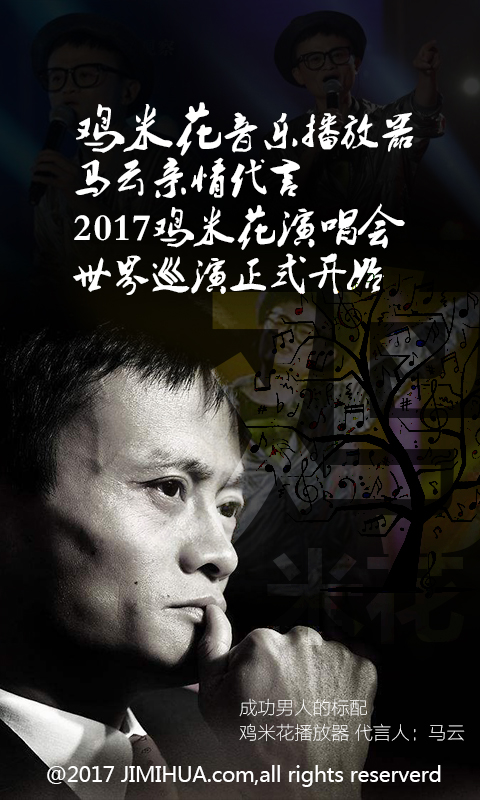 鸡米花音乐播放器
马云亲情代言
2017鸡米花演唱会
世界巡演正式开始
米花
成功男人的标配
鸡米花播放器 代言人：马云
@2017 JIMIHUA.com,all rights reserverd